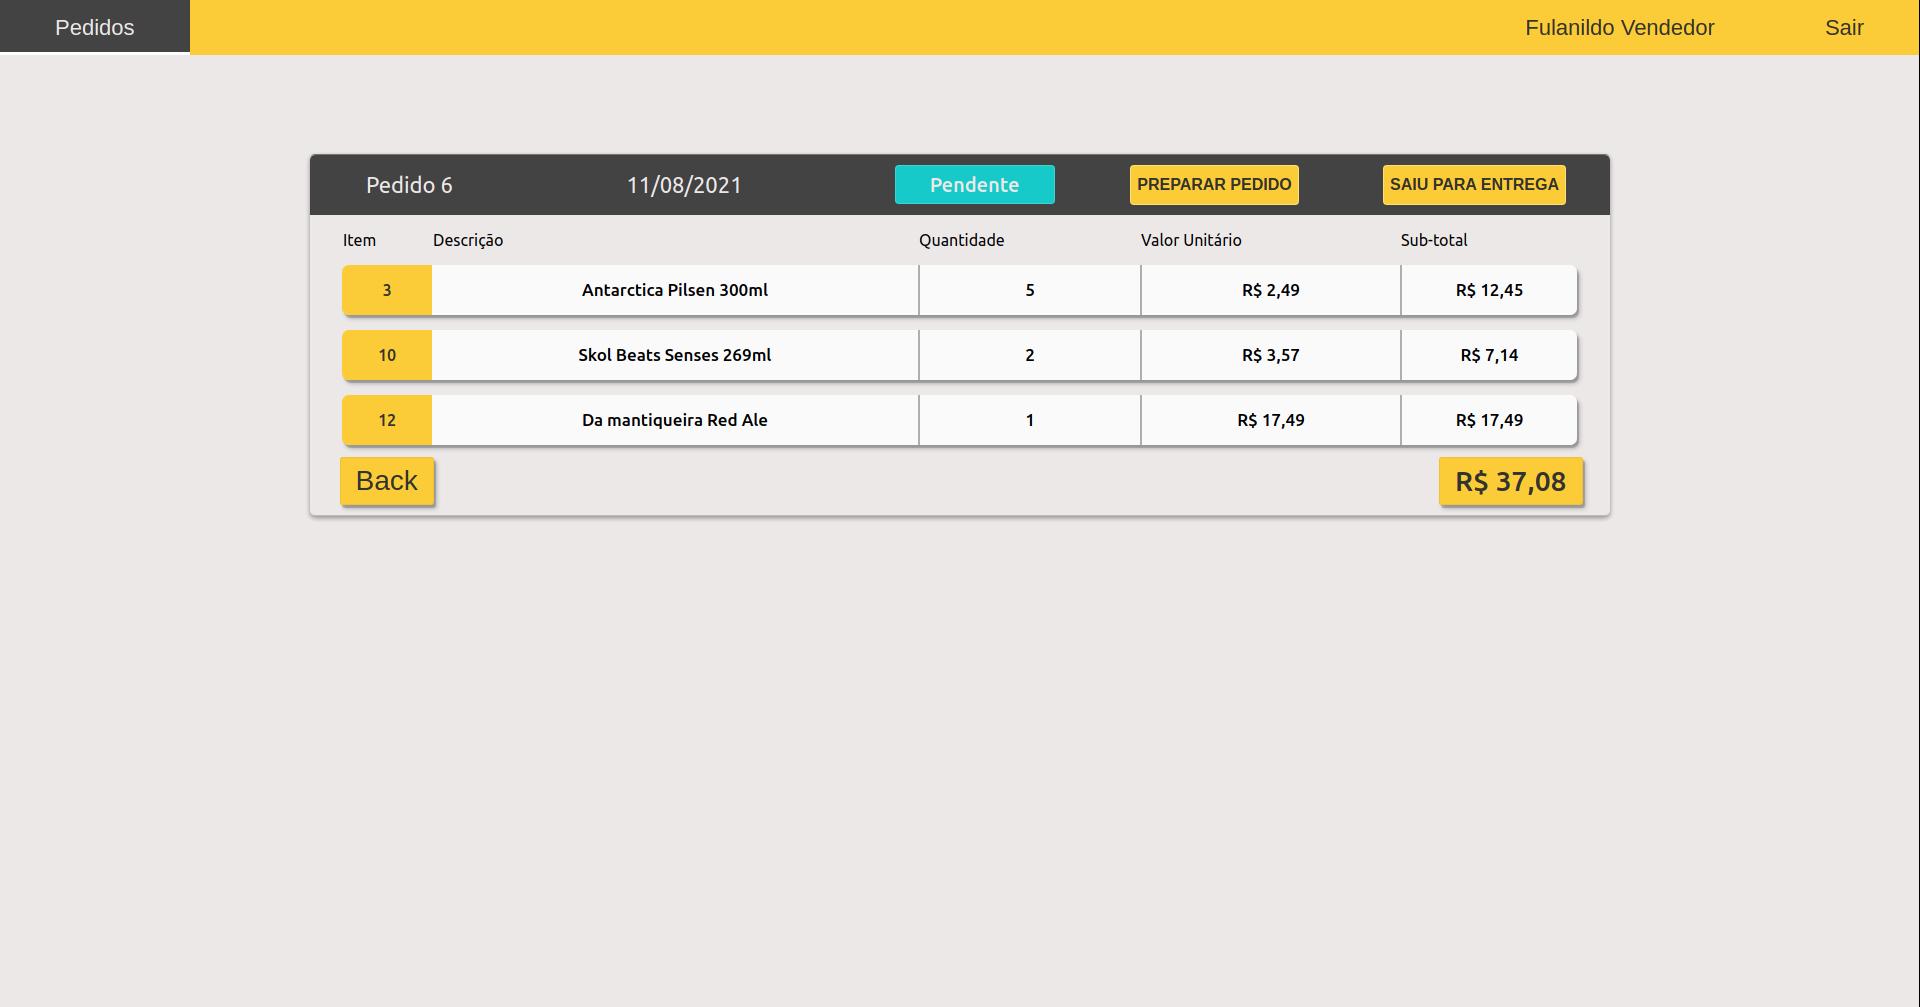 Pedidos Fulanildo Vendedor Sair
Pedido 6 11/08/2021 Pendente PREPARAR PEDIDO SAIU PARA ENTREGA
Item Descrição Quantidade Valor Unitário Sub-total
3 Antarctica Pilsen 300ml 5 R$ 2,49 R$ 12,45
10 Skol Beats Senses 269ml 2 R$ 3,57 R$ 7,14
12 Da mantiqueira Red Ale 1 R$ 17,49 R$ 17,49
Back R$ 37,08